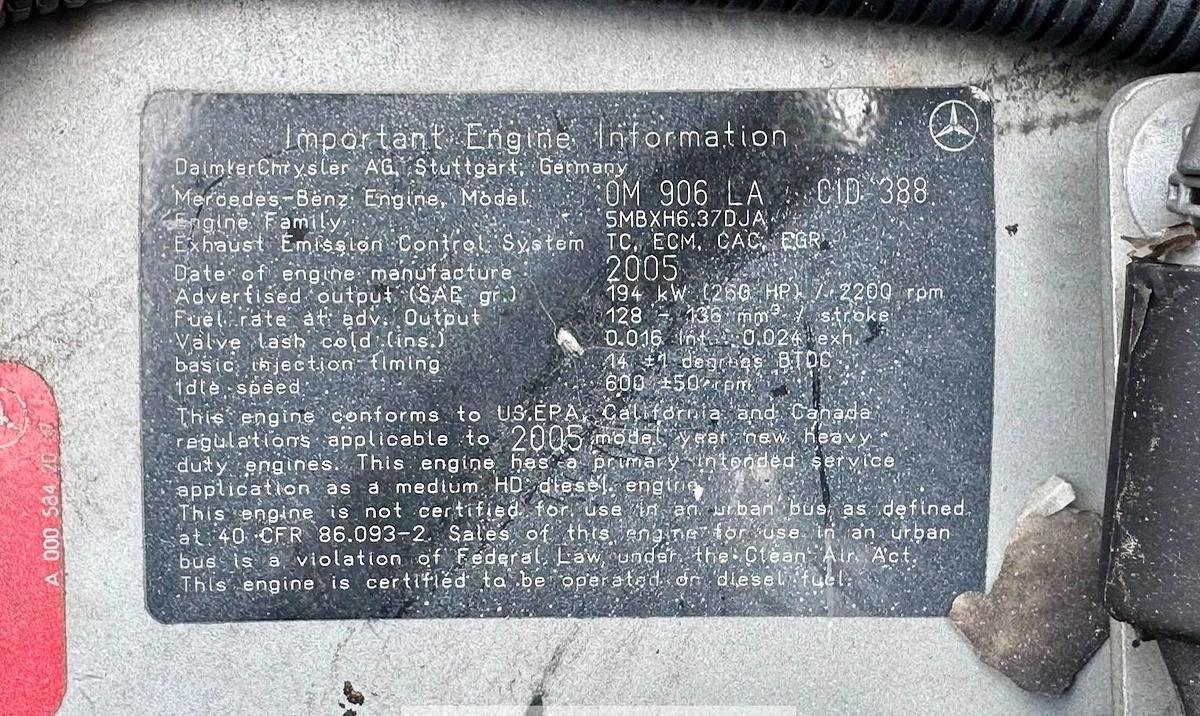 Important Engine Information
DaimlerChrysler AG, Stuttgart, Germany
Mercedes-Benz Engine, Model OM 906 LA CID 388
Engine Family 5MBXH6.37DJA
Exhaust Emission Control System TC, ECM, CAC, EGR
Date of engine manufacture 2005
Advertised output (SAE gr.) 194 kW (260 HP) / 2200 rpm
Fuel rate at adv. Output 128 - 136 mm³ / stroke
Valve lash cold (ins.) 0.016 int. 0.024 exh.
basic injection timing 14 ±1 degrees BTDC
Idle speed 600 ±50 rpm
This engine conforms to US.EPA, California and Canada
regulations applicable to 2005 model year new heavy
duty engines. This engine has a primary intended service
application as a medium HD diesel engine.
This engine is not certified for use in an urban bus as defined
at 40 CFR 86.093-2. Sales of this engine for use in an urban
bus is a violation of Federal Law under the Clean Air Act.
This engine is certified to be operated on diesel fuel.
A 000 584 20